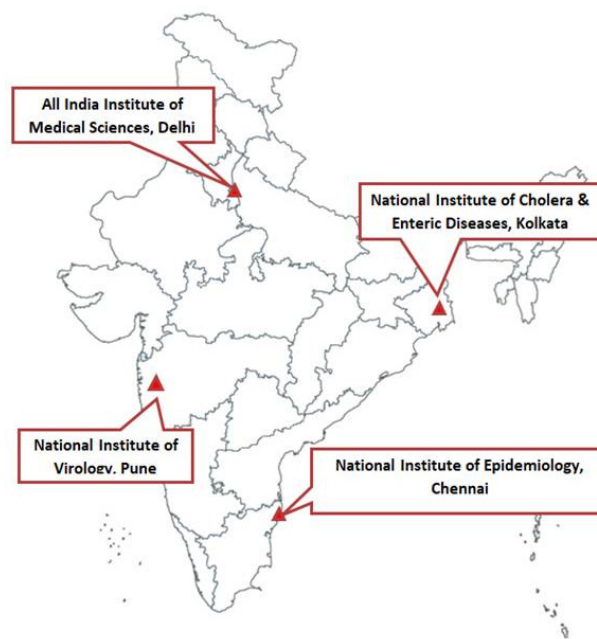 All India Institute of
Medical Sciences, Delhi
National Institute of Cholera &
Enteric Diseases, Kolkata
National Institute of
Virology, Pune
National Institute of Epidemiology,
Chennai